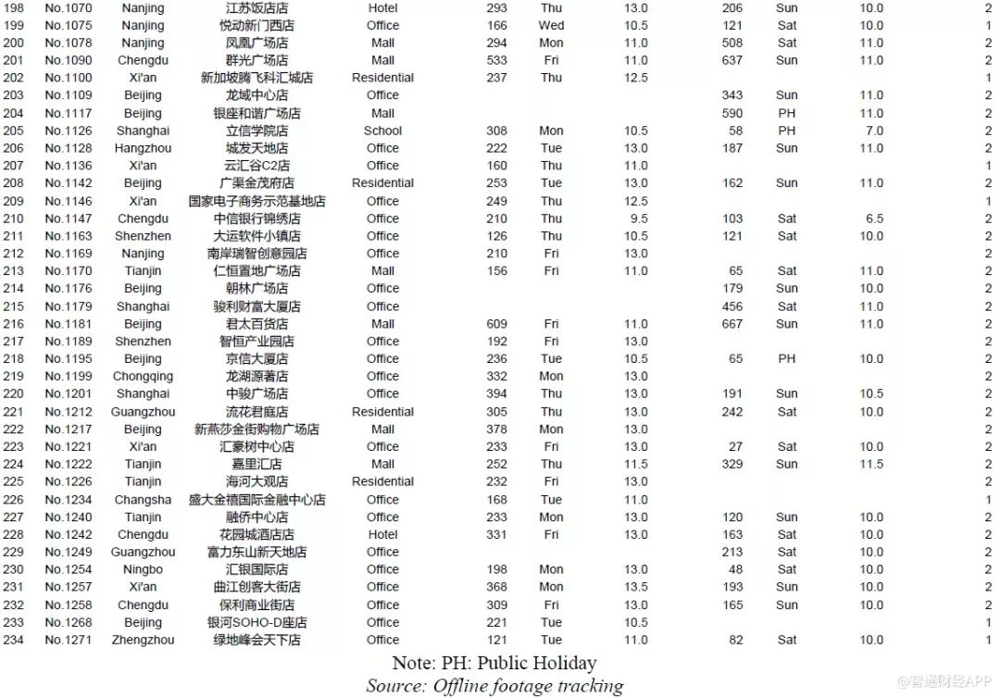 198 No.1070 Nanjing 江苏饭店店 Hotel 293 Thu 13.0 206 Sun 10.0 2
199 No.1075 Nanjing 悦动新门西店 Office 166 Wed 10.5 121 Sat 10.0 1
200 No.1078 Nanjing 凤凰广场店 Mall 294 Mon 11.0 508 Sat 11.0 2
201 No.1090 Chengdu 群光广场店 Mall 533 Fri 11.0 637 Sun 11.0 2
202 No.1100 Xi'an 新加坡腾飞科汇城店 Residential 237 Thu 12.5 1
203 No.1109 Beijing 龙域中心店 Office 343 Sun 11.0 2
204 No.1117 Beijing 银座和谐广场店 Mall 590 PH 11.0 2
205 No.1126 Shanghai 立信学院店 School 308 Mon 10.5 58 PH 7.0 2
206 No.1128 Hangzhou 城发天地店 Office 222 Tue 13.0 187 Sun 11.0 2
207 No.1136 Xi'an 云汇谷C2店 Office 160 Thu 11.0 1
208 No.1142 Beijing 广渠金茂府店 Residential 253 Tue 13.0 162 Sun 11.0 2
209 No.1146 Xi'an 国家电子商务示范基地店 Office 249 Thu 12.5 1
210 No.1147 Chengdu 中信银行锦绣店 Office 210 Thu 9.5 103 Sat 6.5 2
211 No.1163 Shenzhen 大运软件小镇店 Office 126 Thu 10.5 121 Sat 10.0 2
212 No.1169 Nanjing 南岸瑞智创意园店 Office 210 Fri 13.0 2
213 No.1170 Tianjin 仁恒置地广场店 Mall 156 Fri 11.0 65 Sat 11.0 2
214 No.1176 Beijing 朝林广场店 Office 179 Sun 10.0 2
215 No.1179 Shanghai 骏利财富大厦店 Office 456 Sat 11.0 2
216 No.1181 Beijing 君太百货店 Mall 609 Fri 11.0 667 Sun 11.0 2
217 No.1189 Shenzhen 智恒产业园店 Office 192 Fri 13.0 2
218 No.1195 Beijing 京信大厦店 Office 236 Tue 10.5 65 PH 10.0 2
219 No.1199 Chongqing 龙湖源著店 Office 332 Mon 13.0 2
220 No.1201 Shanghai 中骏广场店 Office 394 Thu 13.0 191 Sun 10.5 2
221 No.1212 Guangzhou 流花君庭店 Residential 305 Thu 13.0 242 Sat 10.0 2
222 No.1217 Beijing 新燕莎金街购物广场店 Mall 378 Mon 13.0 2
223 No.1221 Xi'an 汇豪树中心店 Office 233 Fri 13.0 27 Sat 10.0 2
224 No.1222 Tianjin 嘉里汇店 Mall 252 Thu 11.5 329 Sun 11.5 2
225 No.1226 Tianjin 海河大观店 Residential 232 Fri 13.0 2
226 No.1234 Changsha 盛大金禧国际金融中心店 Office 168 Tue 11.0 1
227 No.1240 Tianjin 融侨中心店 Office 233 Mon 13.0 120 Sun 10.0 2
228 No.1242 Chengdu 花园城酒店店 Hotel 331 Fri 13.0 163 Sat 10.0 2
229 No.1249 Guangzhou 富力东山新天地店 Office 213 Sat 10.0 2
230 No.1254 Ningbo 汇银国际店 Office 198 Mon 13.0 48 Sat 10.0 2
231 No.1257 Xi'an 曲江创客大街店 Office 368 Mon 13.5 193 Sun 10.0 2
232 No.1258 Chengdu 保利商业街店 Office 309 Fri 13.0 165 Sun 10.0 2
233 No.1268 Beijing 银河SOHO-D座店 Office 221 Tue 10.5 1
234 No.1271 Zhengzhou 绿地峰会天下店 Office 121 Tue 11.0 82 Sat 10.0 1
Note: PH: Public Holiday
Source: Offline footage tracking
@智通财经APP